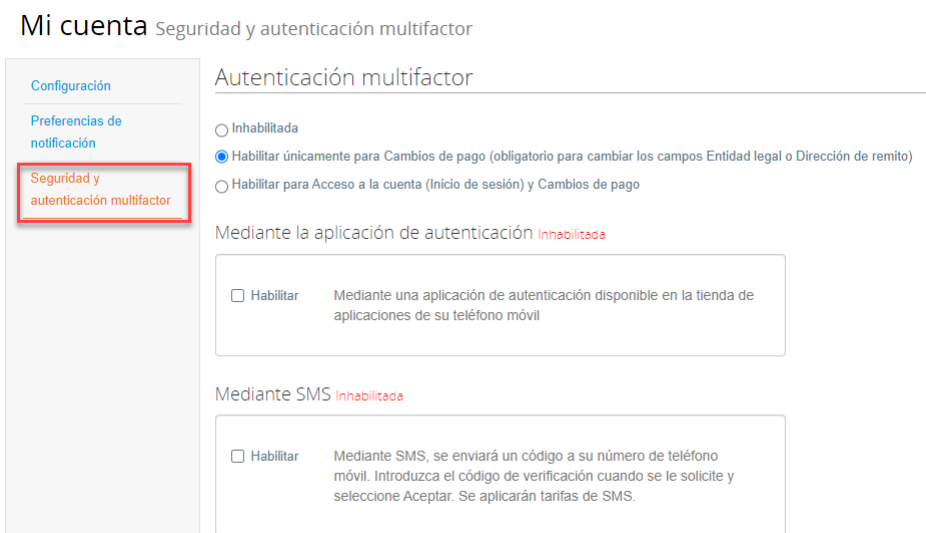 Mi cuenta Seguridad y autenticación multifactor
Configuración
Preferencias de
notificación
Seguridad y
autenticación multifactor
Autenticación multifactor
Inhabilitada
Habilitar únicamente para Cambios de pago (obligatorio para cambiar los campos Entidad legal o Dirección de remito)
Habilitar para Acceso a la cuenta (Inicio de sesión) y Cambios de pago
Mediante la aplicación de autenticación Inhabilitada
Habilitar Mediante una aplicación de autenticación disponible en la tienda de
aplicaciones de su teléfono móvil
Mediante SMS Inhabilitada
Habilitar Mediante SMS, se enviará un código a su número de teléfono
móvil. Introduzca el código de verificación cuando se le solicite y
seleccione Aceptar. Se aplicarán tarifas de SMS.